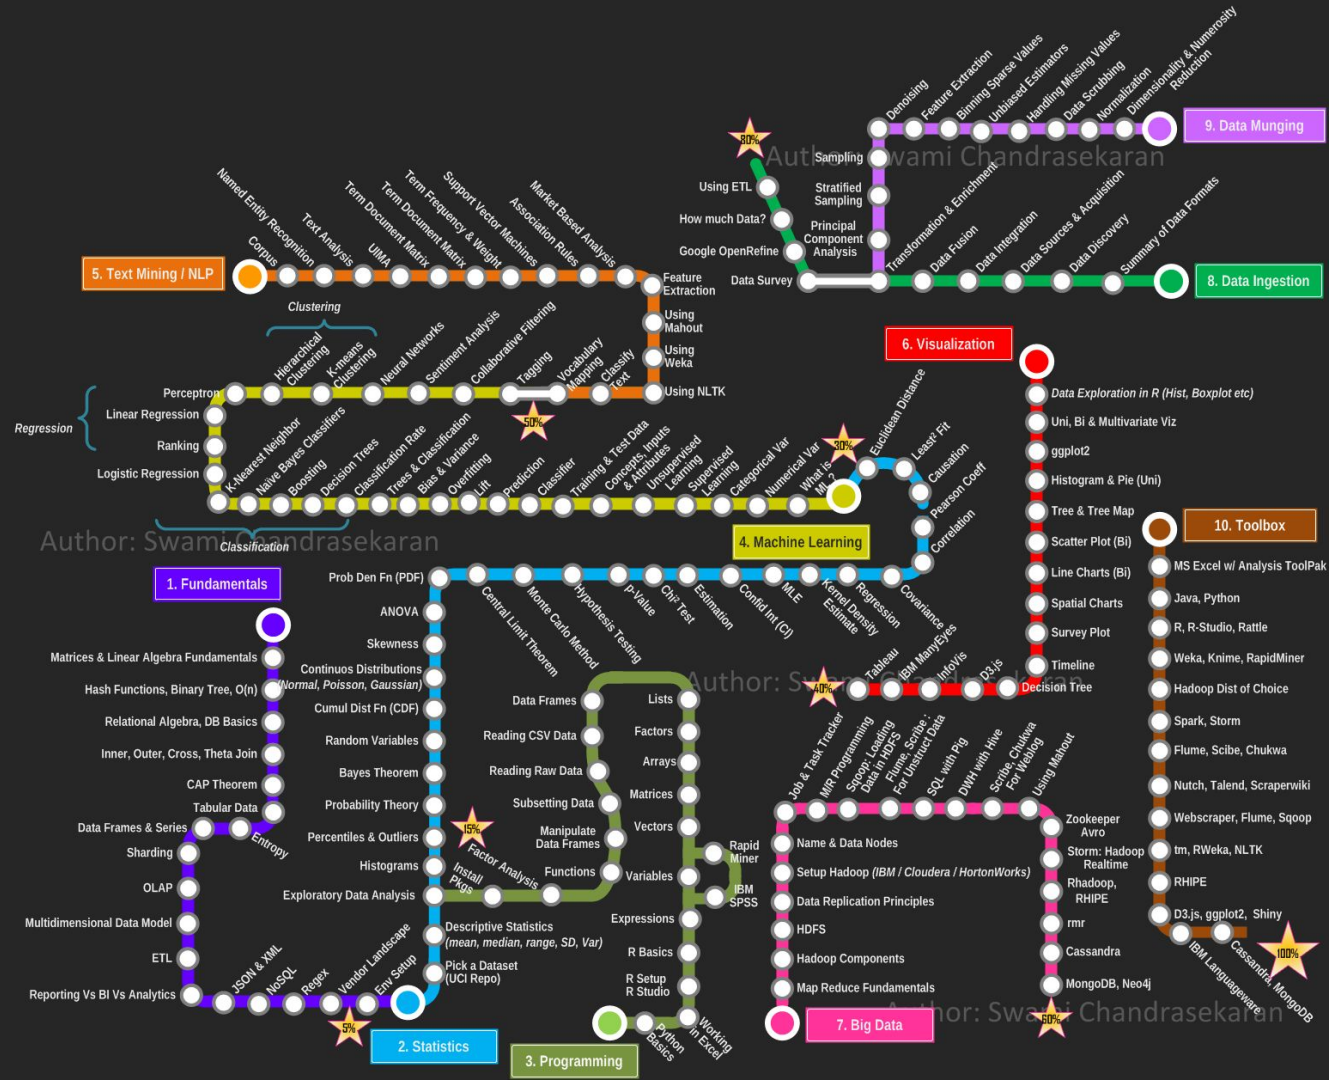 Author: Swami Chandrasekaran
Author: Swami Chandrasekaran
Author: Swami Chandrasekaran
Author: Swami Chandrasekaran
1. Fundamentals
Matrices & Linear Algebra Fundamentals
Hash Functions, Binary Tree, O(n)
Relational Algebra, DB Basics
Inner, Outer, Cross, Theta Join
CAP Theorem
Tabular Data
Entropy
Data Frames & Series
Sharding
OLAP
Multidimensional Data Model
ETL
Reporting Vs BI Vs Analytics
JSON & XML
NoSQL
Regex
Vendor Landscape
Env Setup
5%
2. Statistics
Pick a Dataset
(UCI Repo)
Descriptive Statistics
(mean, median, range, SD, Var)
Exploratory Data Analysis
Histograms
Percentiles & Outliers
Probability Theory
Bayes Theorem
Random Variables
Cumul Dist Fn (CDF)
Continuos Distributions
(Normal, Poisson, Gaussian)
Skewness
ANOVA
Prob Den Fn (PDF)
Central Limit Theorem
Monte Carlo Method
Hypothesis Testing
p-Value
Chi² Test
Estimation
Confid Int (CI)
MLE
Kernel Density
Estimate
Regression
Covariance
Correlation
Pearson Coeff
Causation
Least² Fit
Euclidean Distance
30%
15%
3. Programming
Python
Basics
Working
in Excel
R Setup
R Studio
R Basics
Expressions
Variables
IBM
SPSS
Rapid
Miner
Vectors
Matrices
Arrays
Factors
Lists
Data Frames
Reading CSV Data
Reading Raw Data
Subsetting Data
Manipulate
Data Frames
Functions
Factor Analysis
Install
Pkgs
4. Machine Learning
What is
ML?
Numerical Var
Categorical Var
Supervised
Learning
Unsupervised
Learning
Concepts, Inputs
& Attributes
Training & Test Data
Classifier
Prediction
Lift
Overfitting
Bias & Variance
Trees & Classification
Classification Rate
Decision Trees
Boosting
Naive Bayes Classifiers
K-Nearest Neighbor
Classification
Logistic Regression
Ranking
Linear Regression
Regression
Perceptron
Hierarchical
Clustering
K-means
Clustering
Clustering
Neural Networks
Sentiment Analysis
Collaborative Filtering
Tagging
50%
5. Text Mining / NLP
Corpus
Named Entity Recognition
Text Analysis
UIMA
Term Document Matrix
Term Document Matrix
Term Frequency & Weight
Support Vector Machines
Association Rules
Market Based Analysis
Feature
Extraction
Using
Mahout
Using
Weka
Using NLTK
Classify
Text
Vocabulary
Mapping
6. Visualization
Data Exploration in R (Hist, Boxplot etc)
Uni, Bi & Multivariate Viz
ggplot2
Histogram & Pie (Uni)
Tree & Tree Map
Scatter Plot (Bi)
Line Charts (Bi)
Spatial Charts
Survey Plot
Timeline
Decision Tree
D3.js
InfoVis
IBM ManyEyes
Tableau
40%
7. Big Data
Map Reduce Fundamentals
Hadoop Components
HDFS
Data Replication Principles
Setup Hadoop (IBM / Cloudera / HortonWorks)
Name & Data Nodes
Job & Task Tracker
M/R Programming
Sqoop: Loading
Data in HDFS
Flume, Scribe :
For Unstruct Data
SQL with Pig
DWH with Hive
Scribe, Chukwa
For Weblog
Using Mahout
Zookeeper
Avro
Storm: Hadoop
Realtime
Rhadoop,
RHIPE
rmr
Cassandra
MongoDB, Neo4j
60%
8. Data Ingestion
Summary of Data Formats
Data Discovery
Data Sources & Acquisition
Data Integration
Data Fusion
Transformation & Enrichment
Data Survey
Google OpenRefine
How much Data?
Using ETL
80%
9. Data Munging
Dimensionality & Numerosity
Reduction
Normalization
Data Scrubbing
Handling Missing Values
Unbiased Estimators
Binning Sparse Values
Feature Extraction
Denoising
Sampling
Stratified
Sampling
Principal
Component
Analysis
10. Toolbox
MS Excel w/ Analysis ToolPak
Java, Python
R, R-Studio, Rattle
Weka, Knime, RapidMiner
Hadoop Dist of Choice
Spark, Storm
Flume, Scibe, Chukwa
Nutch, Talend, Scraperwiki
Webscraper, Flume, Sqoop
tm, RWeka, NLTK
RHIPE
D3.js, ggplot2, Shiny
IBM Languageware
Cassandra, MongoDB
100%